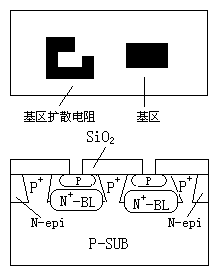 基区扩散电阻 基区
SiO₂
P⁺ P P⁺ P P⁺
N⁺-BL N⁺-BL
N-epi N-epi
P-SUB